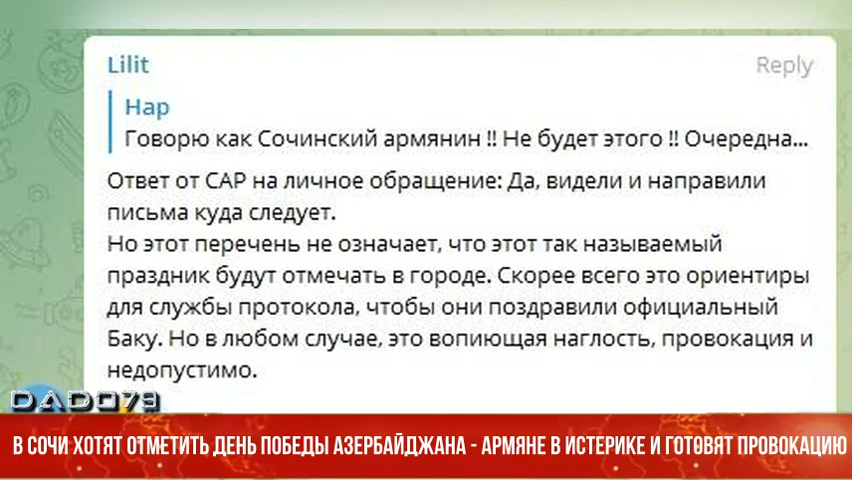 Lilit
Reply
Нар
Говорю как Сочинский армянин !! Не будет этого !! Очередна...
Ответ от САР на личное обращение: Да, видели и направили
письма куда следует.
Но этот перечень не означает, что этот так называемый
праздник будут отмечать в городе. Скорее всего это ориентиры
для службы протокола, чтобы они поздравили официальный
Баку. Но в любом случае, это вопиющая наглость, провокация и
недопустимо.
DADO79
В СОЧИ ХОТЯТ ОТМЕТИТЬ ДЕНЬ ПОБЕДЫ АЗЕРБАЙДЖАНА - АРМЯНЕ В ИСТЕРИКЕ И ГОТОВЯТ ПРОВОКАЦИЮ